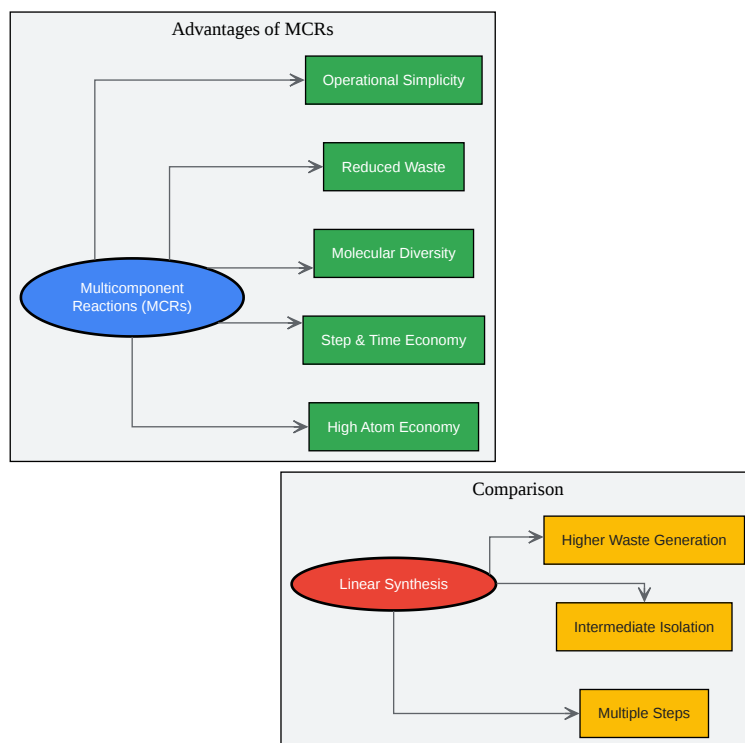 Advantages of MCRs
Operational Simplicity
Reduced Waste
Molecular Diversity
Multicomponent
Reactions (MCRs)
Step & Time Economy
High Atom Economy
Comparison
Higher Waste Generation
Linear Synthesis
Intermediate Isolation
Multiple Steps